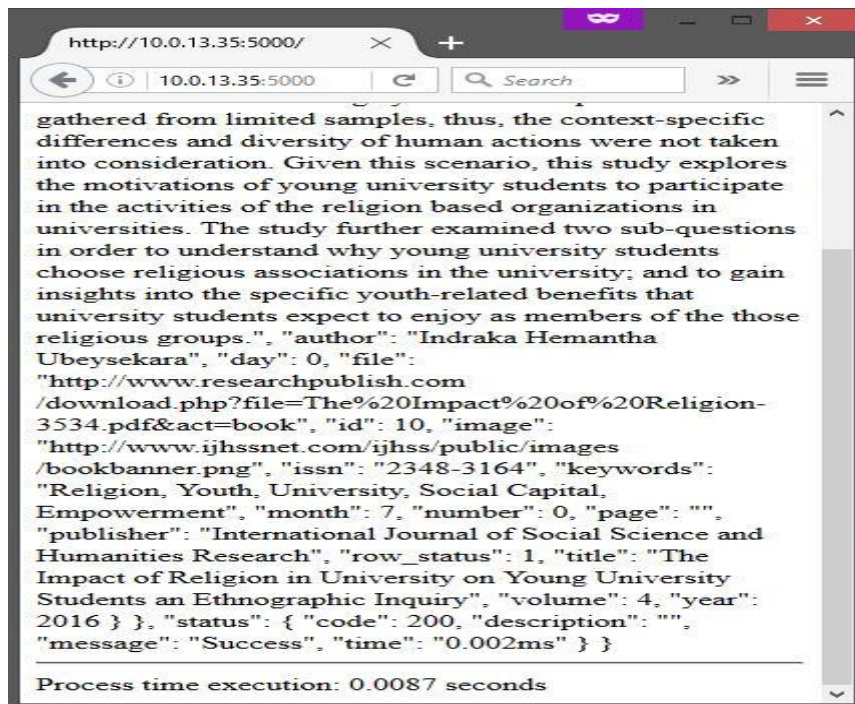 http://10.0.13.35:5000/
10.0.13.35:5000
Search
gathered from limited samples, thus, the context-specific
differences and diversity of human actions were not taken
into consideration. Given this scenario, this study explores
the motivations of young university students to participate
in the activities of the religion based organizations in
universities. The study further examined two sub-questions
in order to understand why young university students
choose religious associations in the university; and to gain
insights into the specific youth-related benefits that
university students expect to enjoy as members of the those
religious groups.", "author": "Indraka Hemantha
Ubeysekara", "day": 0, "file":
"http://www.researchpublish.com
/download.php?file=The%20Impact%20of%20Religion-
3534.pdf&act=book", "id": 10, "image":
"http://www.ijhssnet.com/ijhss/public/images
/bookbanner.png", "issn": "2348-3164", "keywords":
"Religion, Youth, University, Social Capital,
Empowerment", "month": 7, "number": 0, "page": "",
"publisher": "International Journal of Social Science and
Humanities Research", "row_status": 1, "title": "The
Impact of Religion in University on Young University
Students an Ethnographic Inquiry", "volume": 4, "year":
2016 } }, "status": { "code": 200, "description": "",
"message": "Success", "time": "0.002ms" } }
Process time execution: 0.0087 seconds